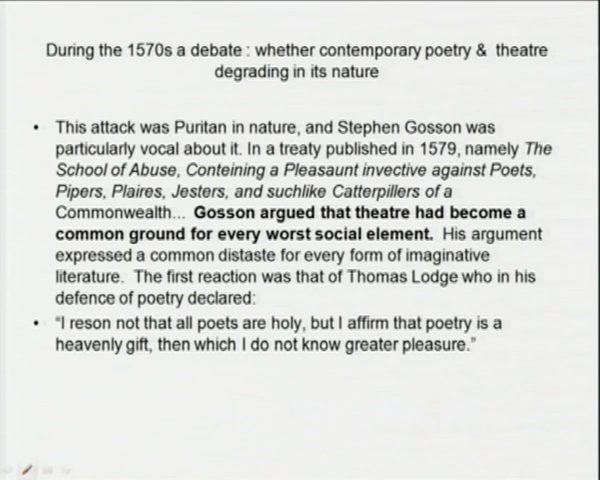 During the 1570s a debate : whether contemporary poetry & theatre
degrading in its nature
• This attack was Puritan in nature, and Stephen Gosson was
particularly vocal about it. In a treaty published in 1579, namely The
School of Abuse, Conteining a Pleasaunt invective against Poets,
Pipers, Plaires, Jesters, and suchlike Catterpillers of a
Commonwealth... Gosson argued that theatre had become a
common ground for every worst social element. His argument
expressed a common distaste for every form of imaginative
literature. The first reaction was that of Thomas Lodge who in his
defence of poetry declared:
• "I reson not that all poets are holy, but I affirm that poetry is a
heavenly gift, then which I do not know greater pleasure."